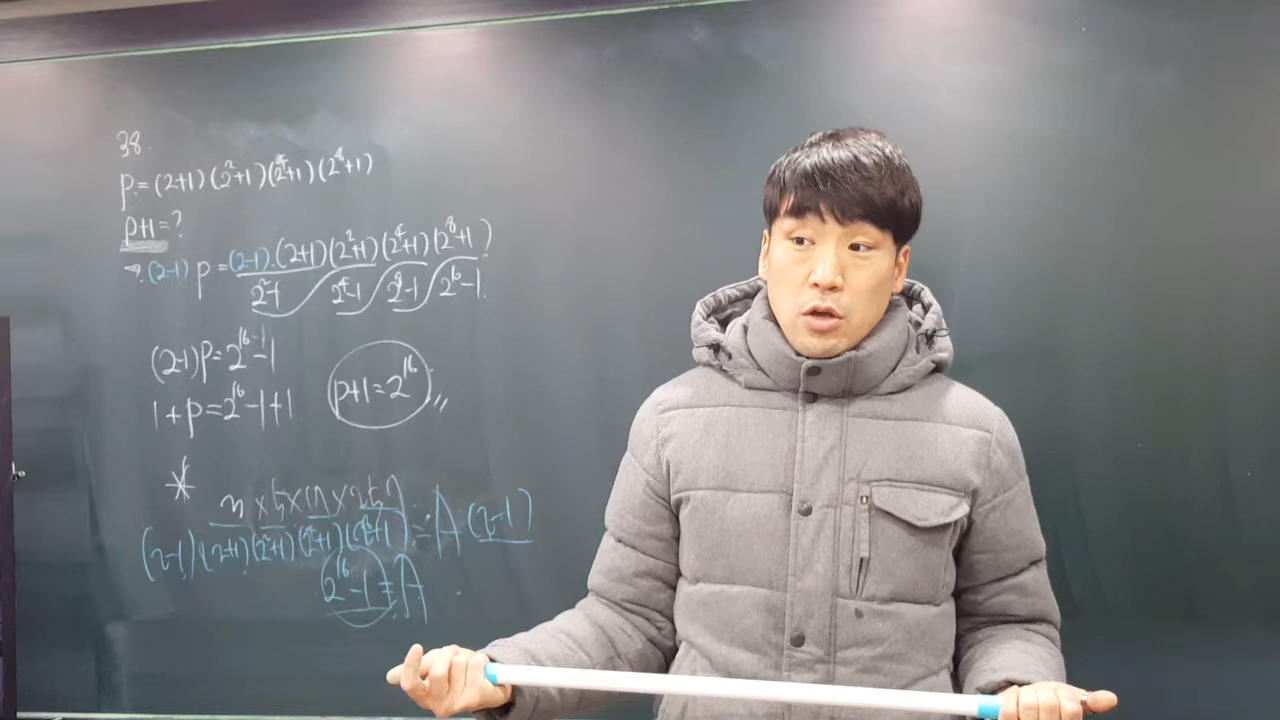 38.
P=(2+1)(2²+1)(2⁴+1)(2⁸+1)
P+1=?
→(2-1) P =(2-1)(2+1)(2²+1)(2⁴+1)(2⁸+1)
2²-1 2⁴-1 2⁸-1 2¹⁶-1
(2-1)P=2¹⁶-1
1+P=2¹⁶-1+1
P+1=2¹⁶
(2-1)(2+1)(2²+1)(2⁴+1)(2⁸+1) = A(2-1)
2¹⁶-1=A